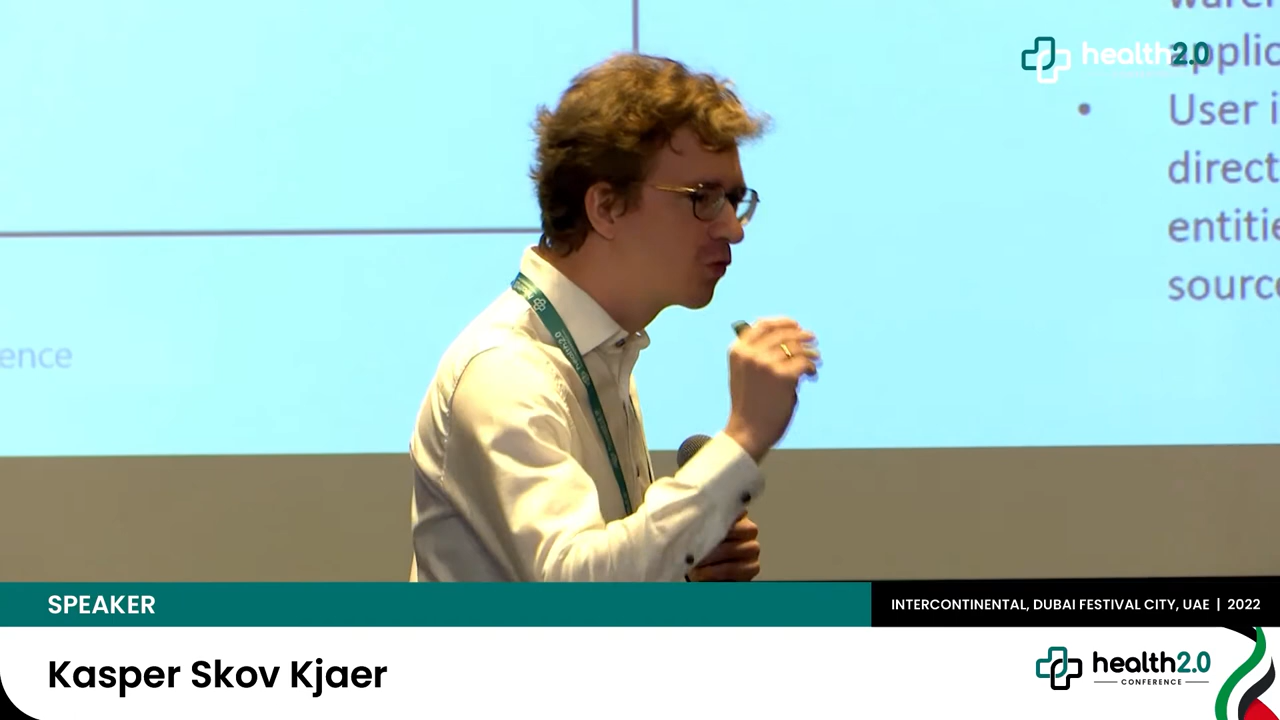 health2.0
applic
• User i
direct
entitie
source
ence
SPEAKER
INTERCONTINENTAL, DUBAI FESTIVAL CITY, UAE | 2022
Kasper Skov Kjaer
health2.0
CONFERENCE